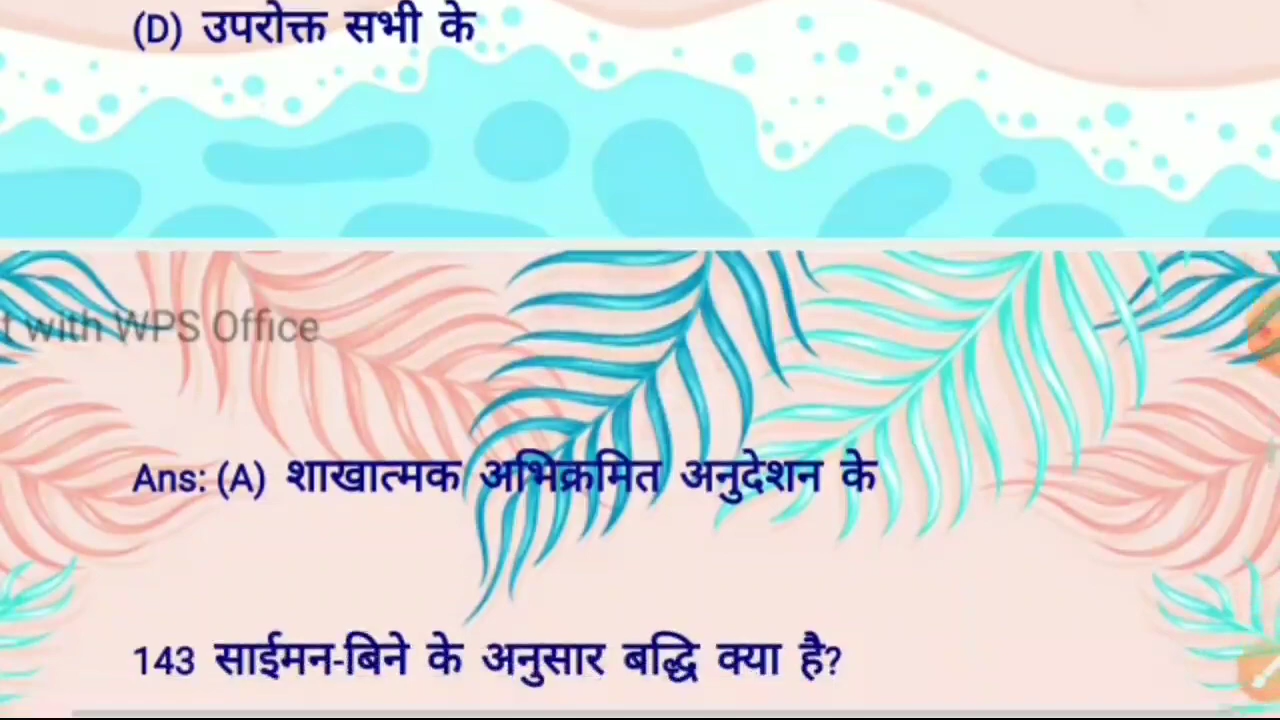 (D) उपरोक्त सभी के
t with WPS Office
Ans: (A) शाखात्मक अभिक्रमित अनुदेशन के
143 साईमन-बिने के अनुसार बद्धि क्या है?